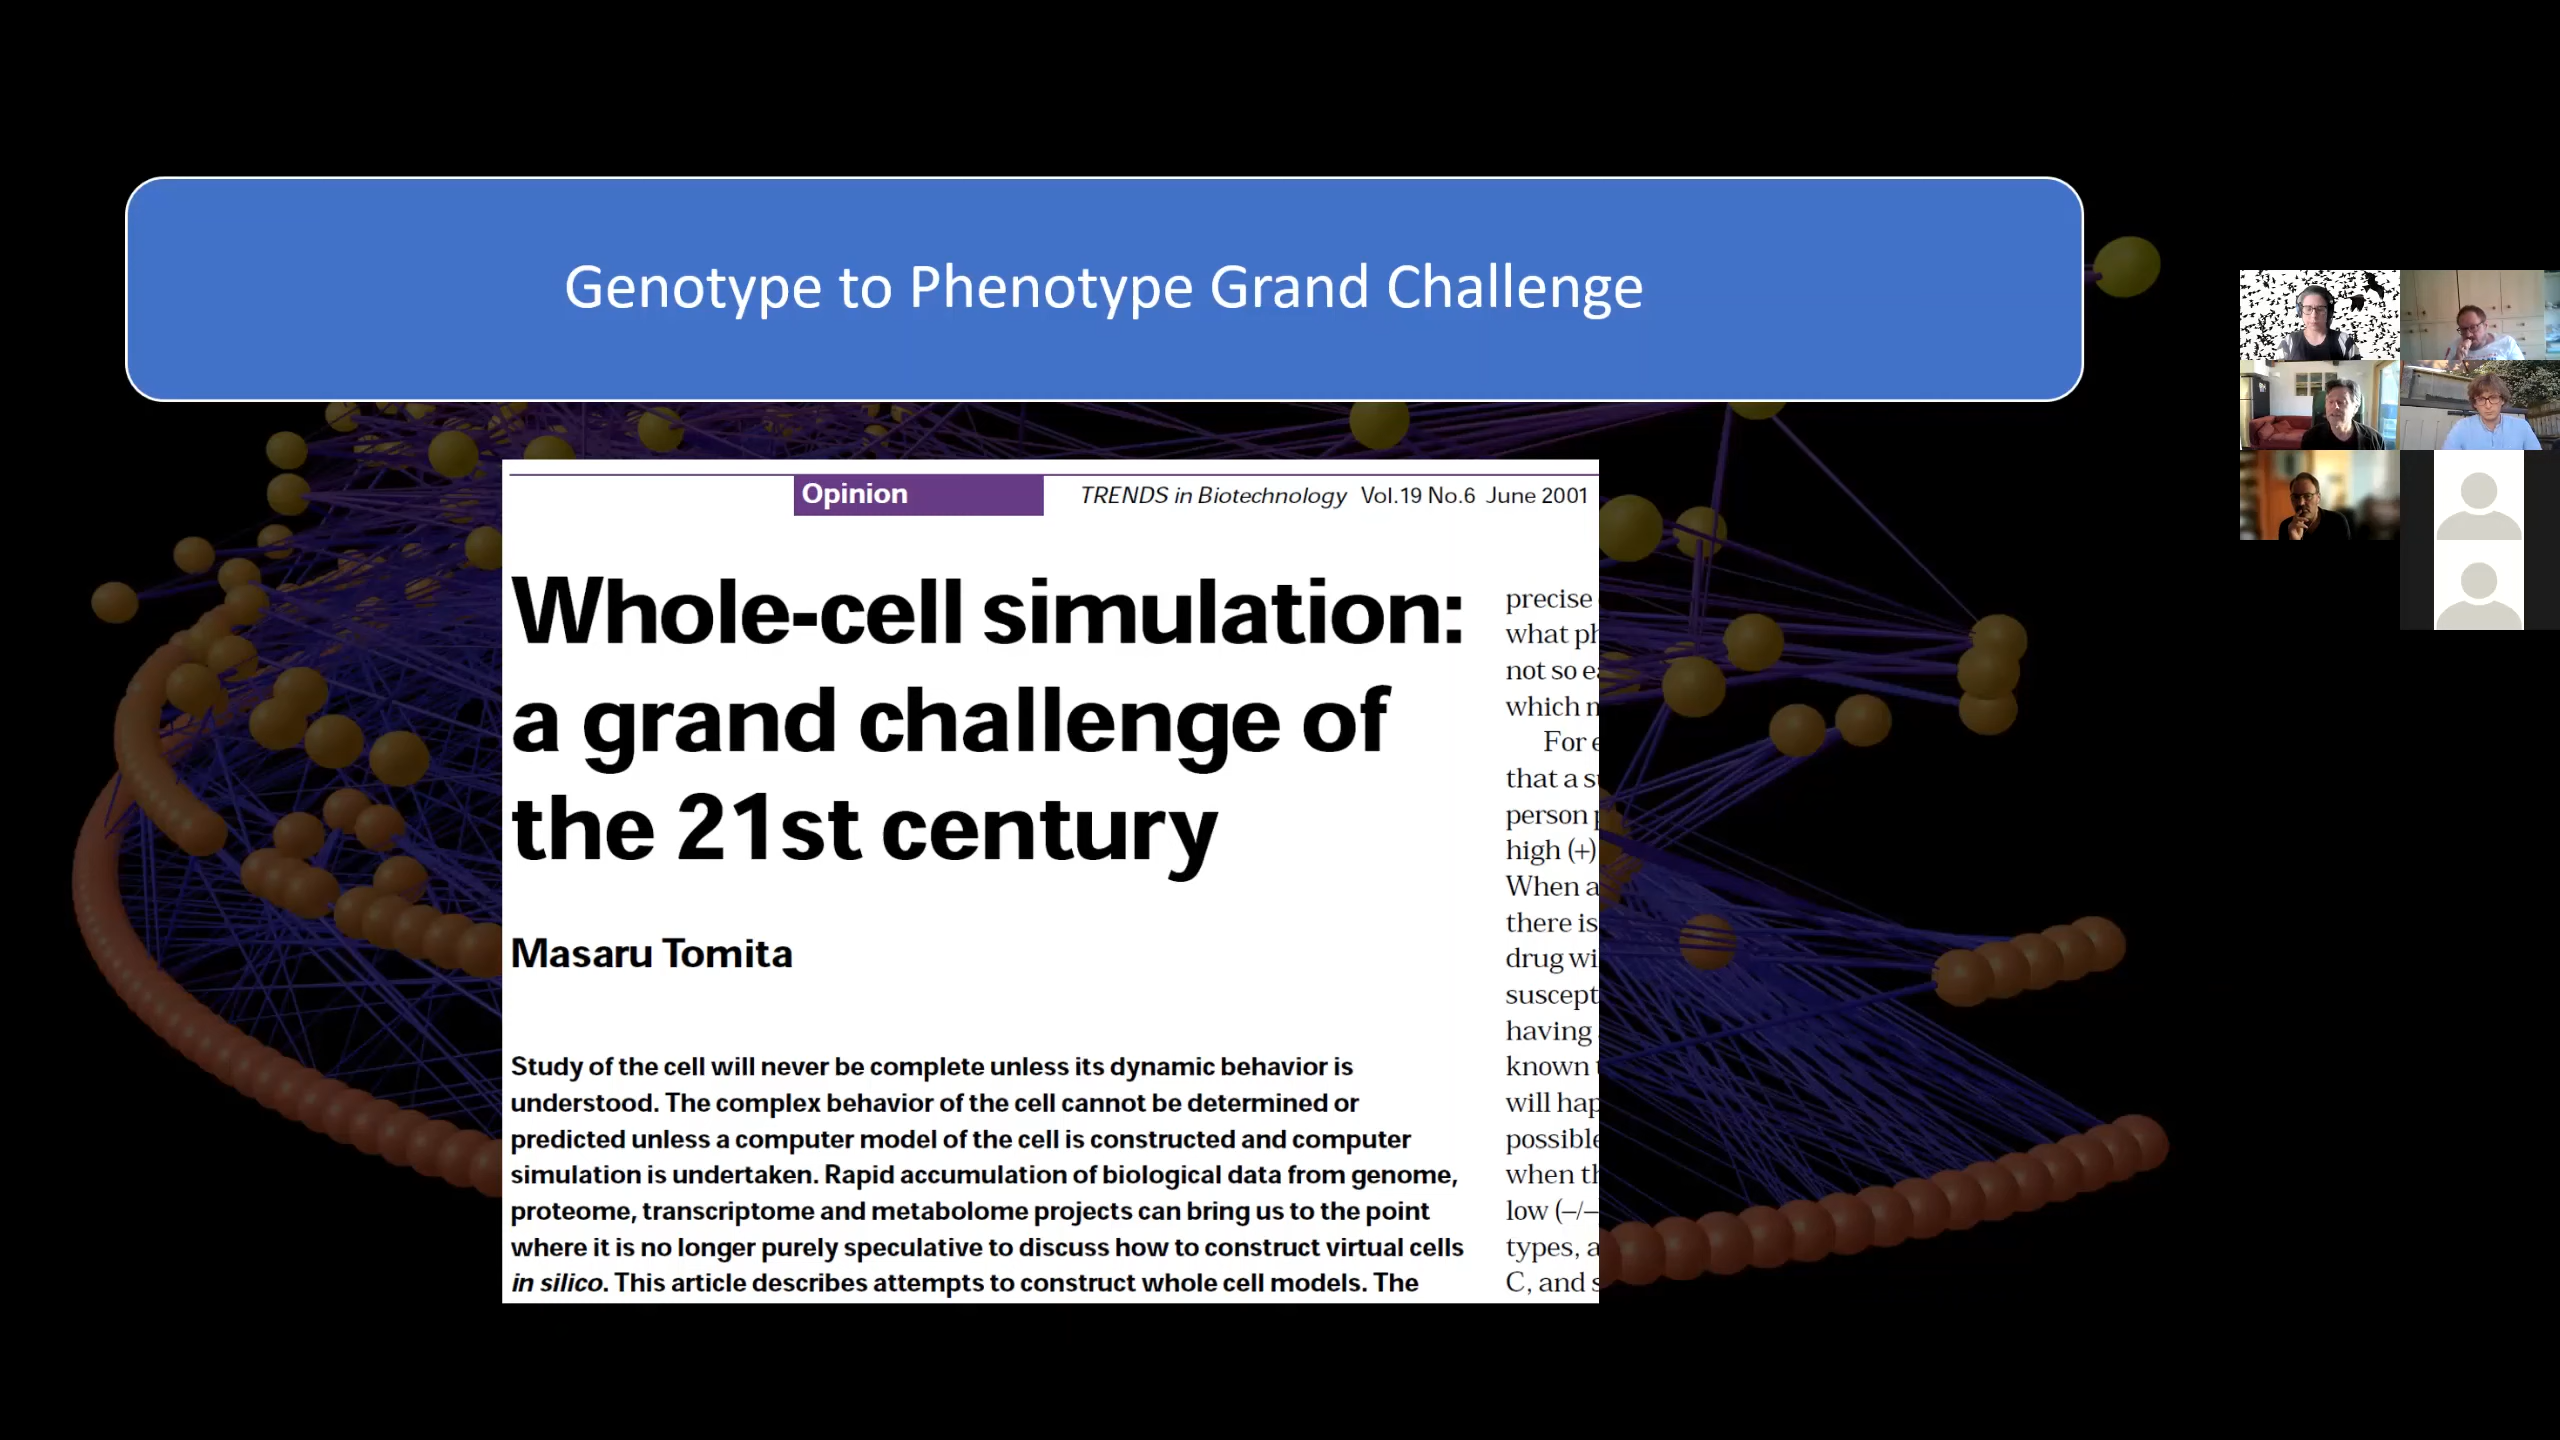 Genotype to Phenotype Grand Challenge
Opinion
TRENDS in Biotechnology Vol.19 No.6 June 2001
Whole-cell simulation:
a grand challenge of
the 21st century
Masaru Tomita
Study of the cell will never be complete unless its dynamic behavior is
understood. The complex behavior of the cell cannot be determined or
predicted unless a computer model of the cell is constructed and computer
simulation is undertaken. Rapid accumulation of biological data from genome,
proteome, transcriptome and metabolome projects can bring us to the point
where it is no longer purely speculative to discuss how to construct virtual cells
in silico. This article describes attempts to construct whole cell models. The
precise
what
not so
which
For
that a
person
high (+)
When a
there is
drug
having
known
will
possible
when
low (–/–
types, a
C, and